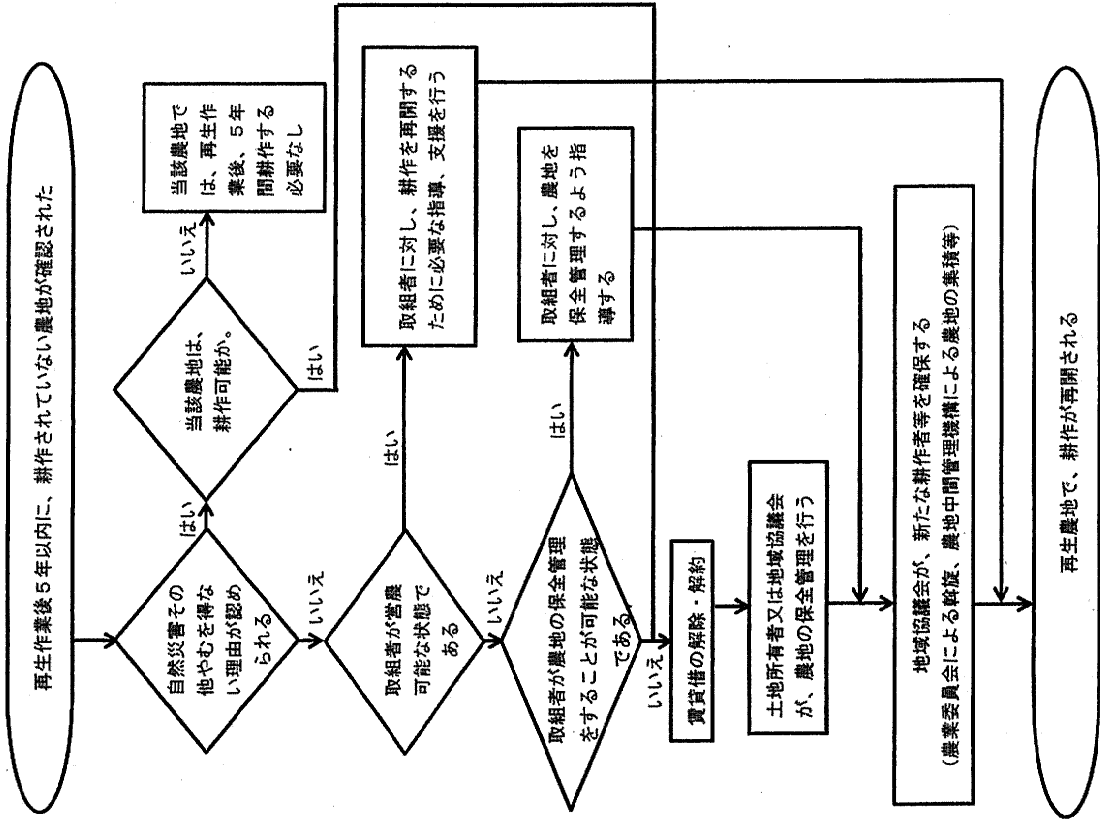 再生作業後５年以内に、耕作されていない農地が確認された
自然災害その
他やむを得な
い理由が認め
られる
はい
いいえ
当該農地は、
耕作可能か。
いいえ
はい
当該農地で
は、再生作
業後、５年
間耕作する
必要なし
取組者が営農
可能な状態で
ある
はい
いいえ
取組者に対し、耕作を再開する
ために必要な指導、支援を行う
取組者が農地の保全管理
をすることが可能な状態
である
はい
いいえ
取組者に対し、農地を
保全管理するよう指
導する
賃貸借の解除・解約
土地所有者又は地域協議会
が、農地の保全管理を行う
地域協議会が、新たな耕作者等を確保する
（農業委員会による斡旋、農地中間管理機構による農地の集積等）
再生農地で、耕作が再開される